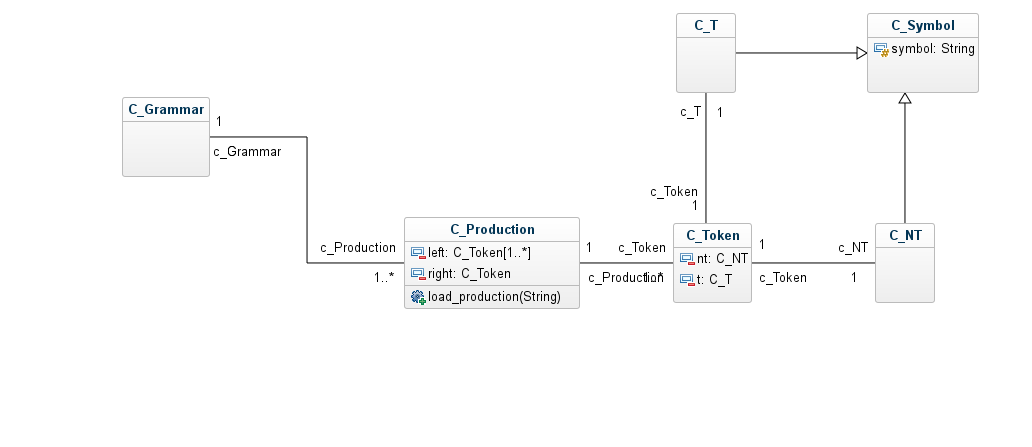 C_T
C_Symbol
symbol: String
C_Grammar
1
c_Grammar
c_T
1
c_Token
1
C_Production
left: C_Token[1..*]
right: C_Token
load_production(String)
c_Production
1..*
1
c_Token
c_Production
1..*
C_Token
nt: C_NT
t: C_T
1
c_Token
c_NT
1
C_NT